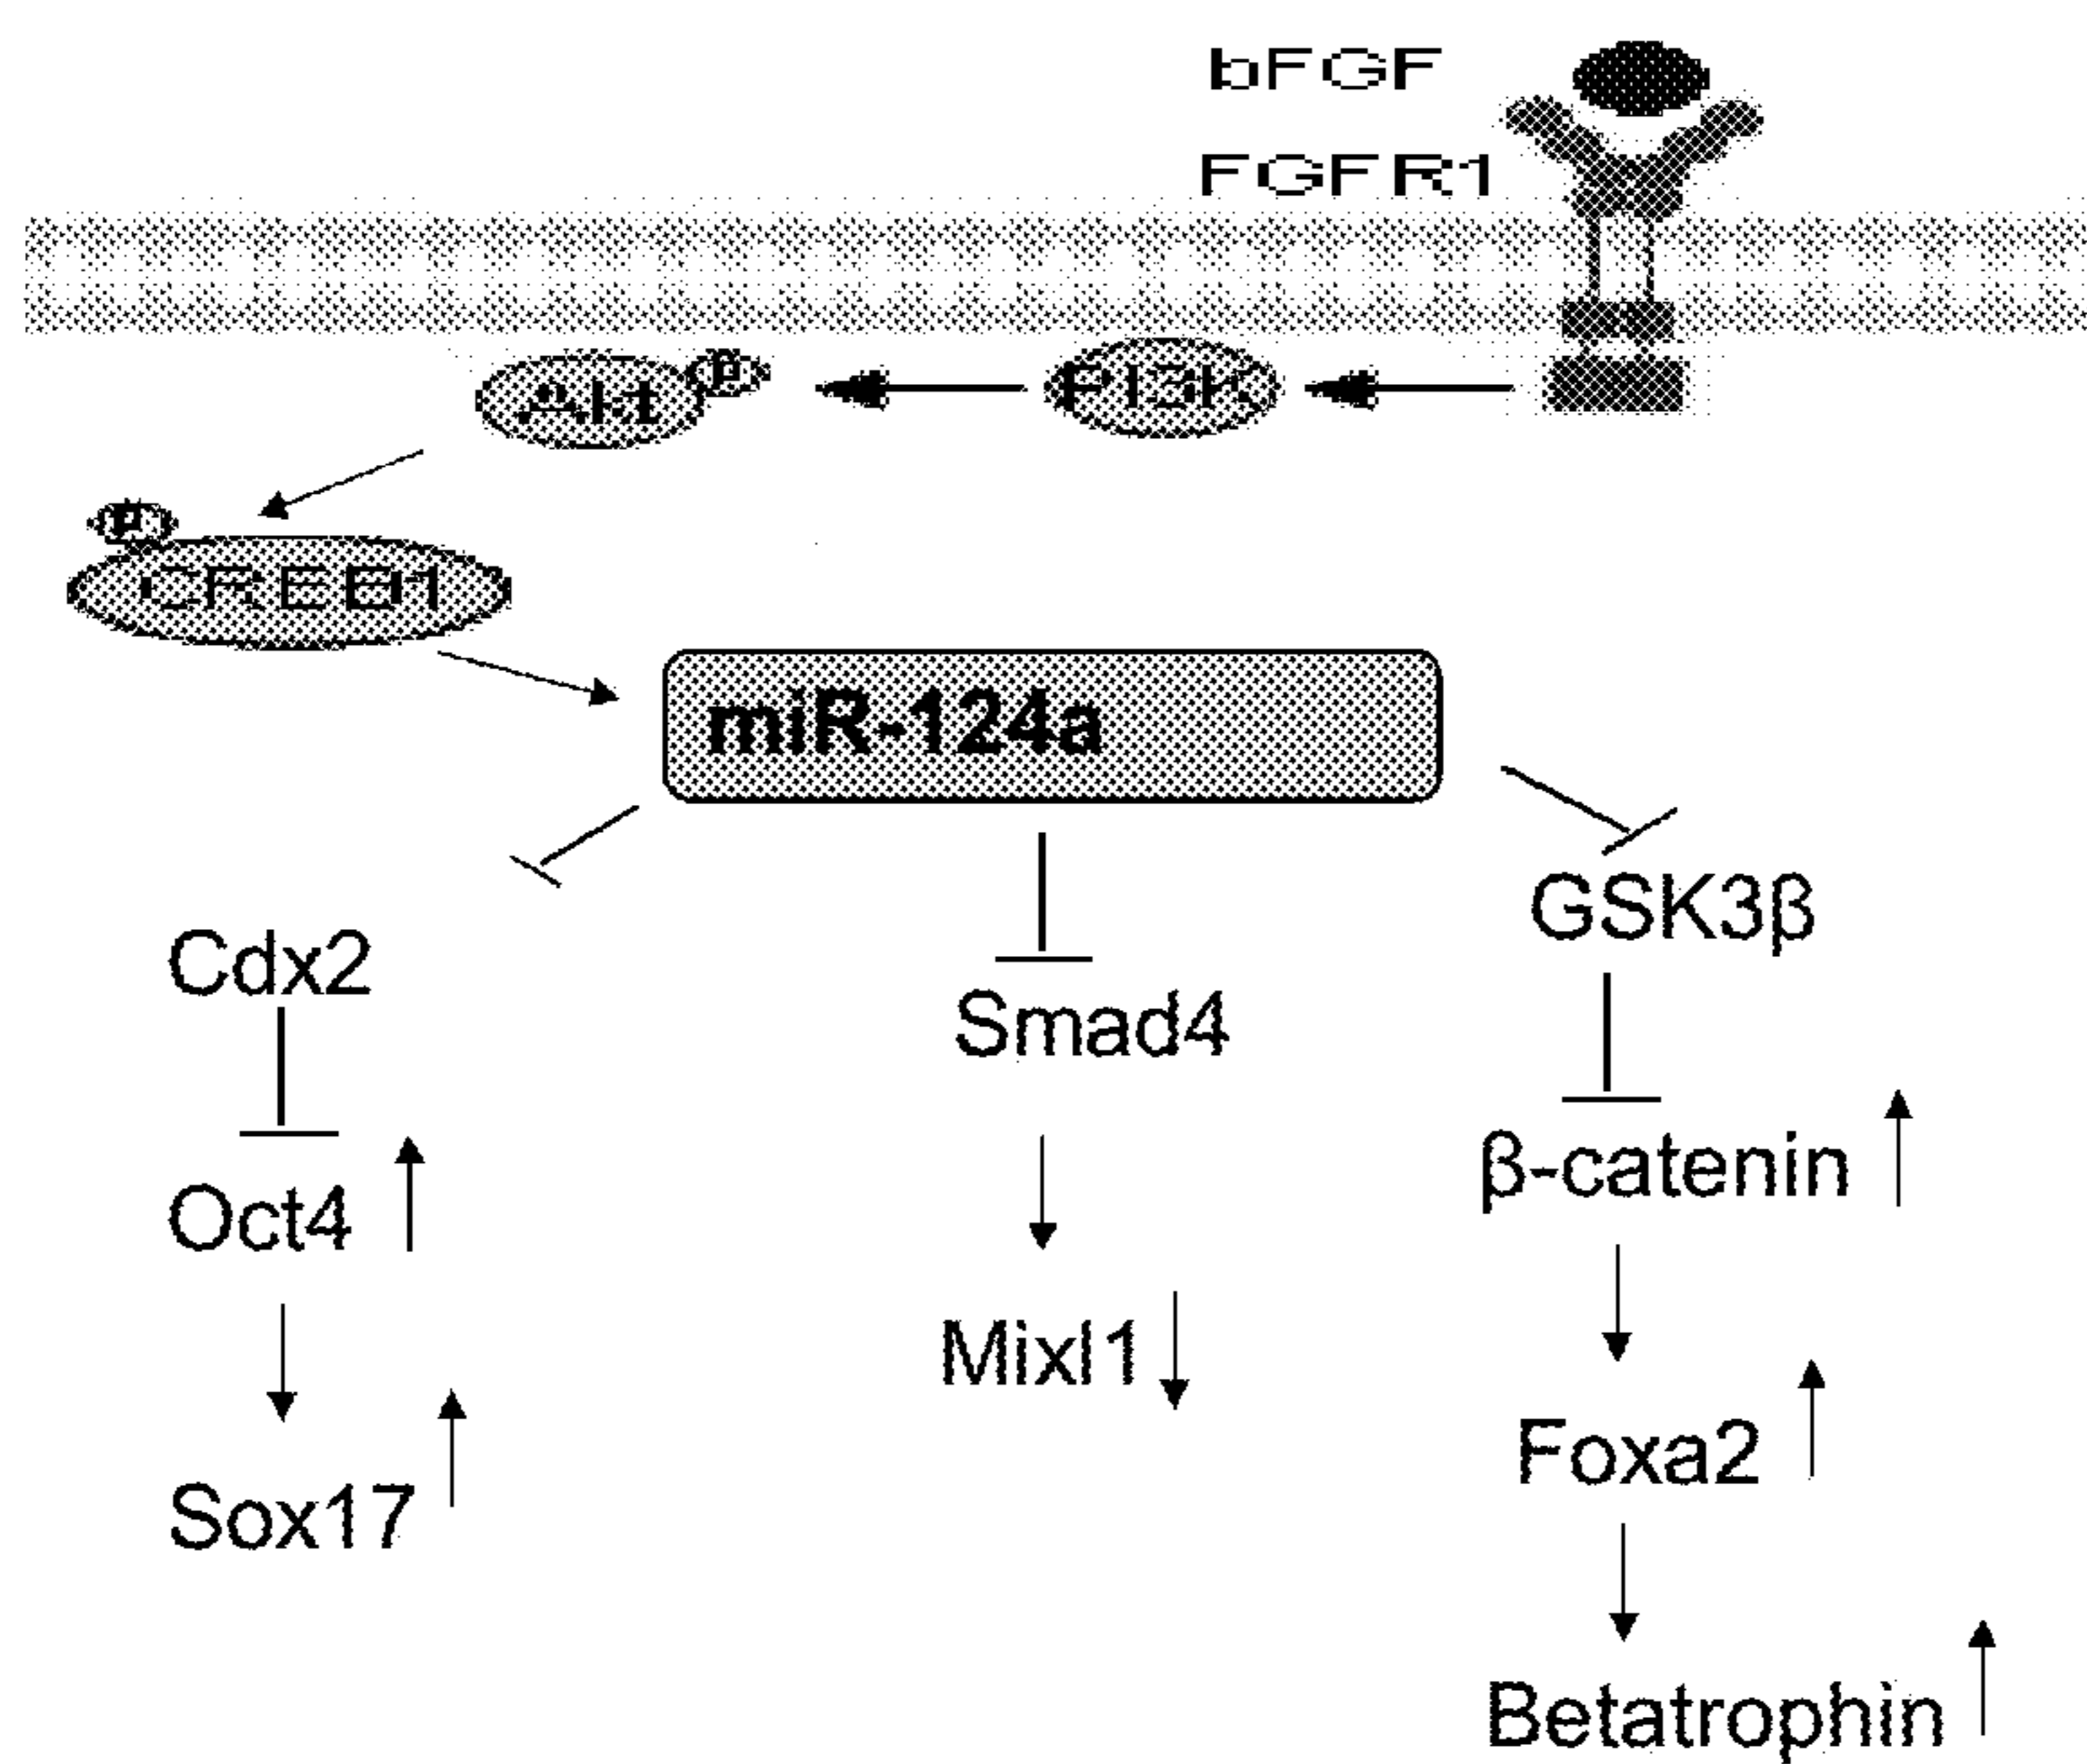 bFGF
FGFR1
Akt
P
PI3K
P
CREB1
miR-124a
Cdx2
Smad4
GSK3β
Oct4
Mixl1
β-catenin
Sox17
Foxa2
Betatrophin